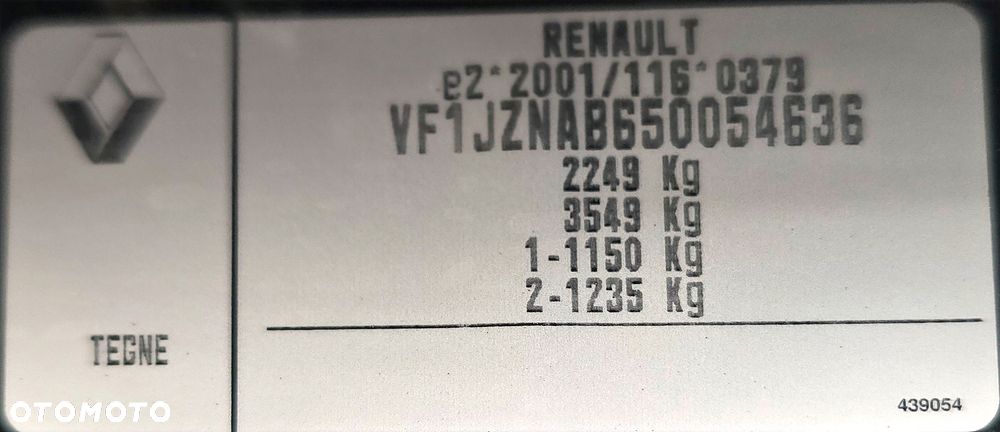 RENAULT
e2*2001/116*0379
VF1JZNAB650054636
2249 Kg
3549 Kg
1-1150 Kg
2-1235 Kg
TEGNE
439054
OTOMOTO